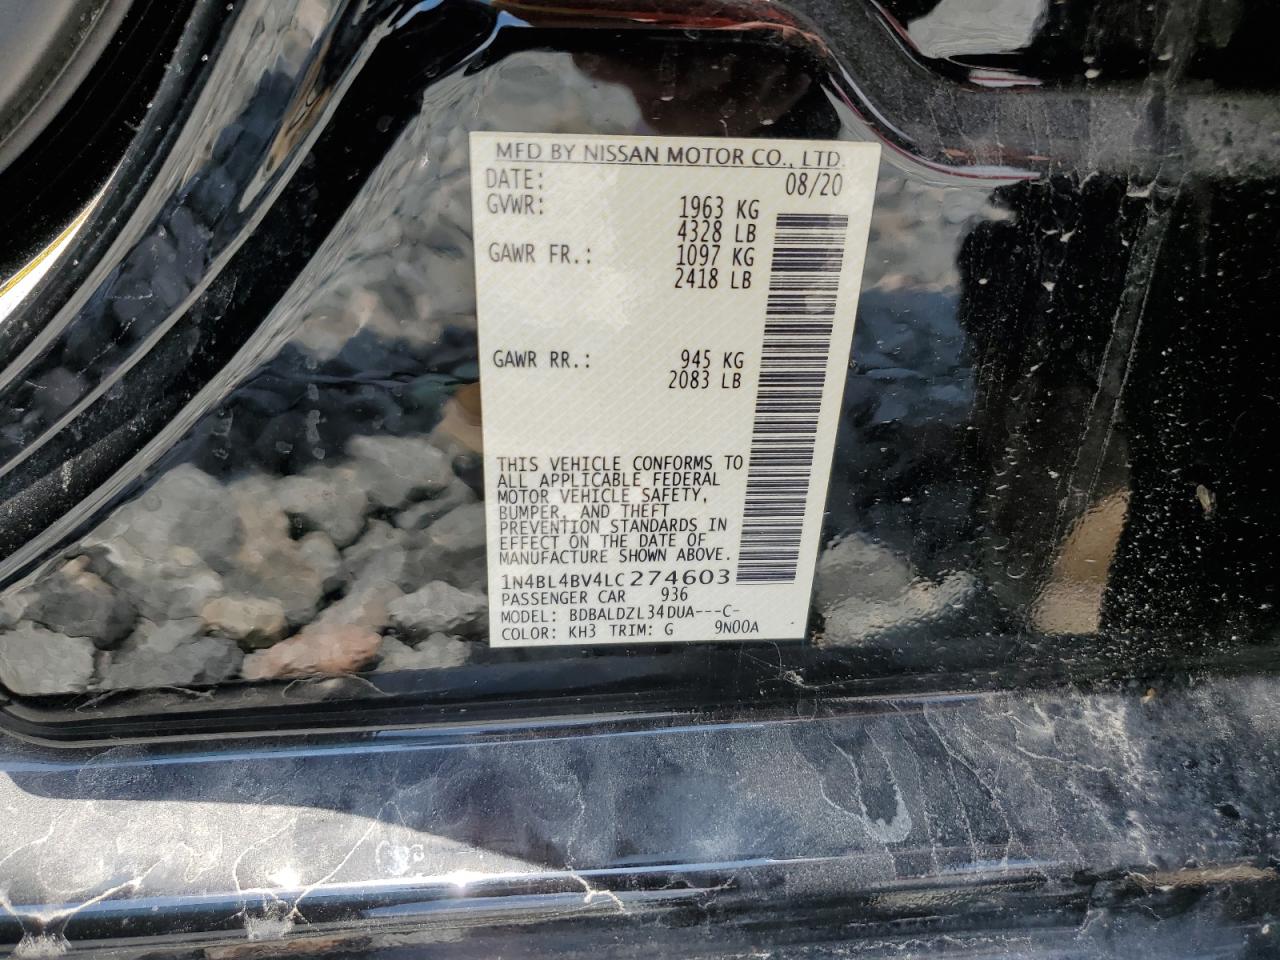 MFD BY NISSAN MOTOR CO., LTD.
DATE: 08/20
GVWR: 1963 KG
4328 LB
GAWR FR.: 1097 KG
2418 LB
GAWR RR.: 945 KG
2083 LB
THIS VEHICLE CONFORMS TO
ALL APPLICABLE FEDERAL
MOTOR VEHICLE SAFETY,
BUMPER, AND THEFT
PREVENTION STANDARDS IN
EFFECT ON THE DATE OF
MANUFACTURE SHOWN ABOVE.
1N4BL4BV4LC274603
PASSENGER CAR 936
MODEL: BDBALDZL34DUA---C-
COLOR: KH3 TRIM: G 9N00A